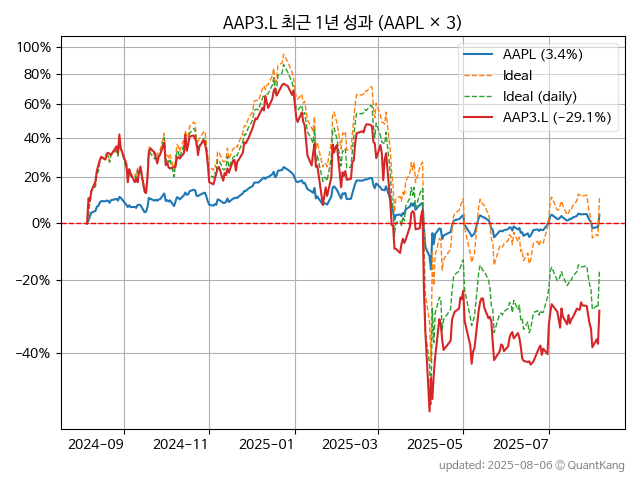 AAP3.L 최근 1년 성과 (AAPL × 3)
100%
80%
60%
40%
20%
0%
−20%
−40%
AAPL (3.4%)
Ideal
Ideal (daily)
AAP3.L (−29.1%)
2024-09
2024-11
2025-01
2025-03
2025-05
2025-07
updated: 2025-08-06 © QuantKang